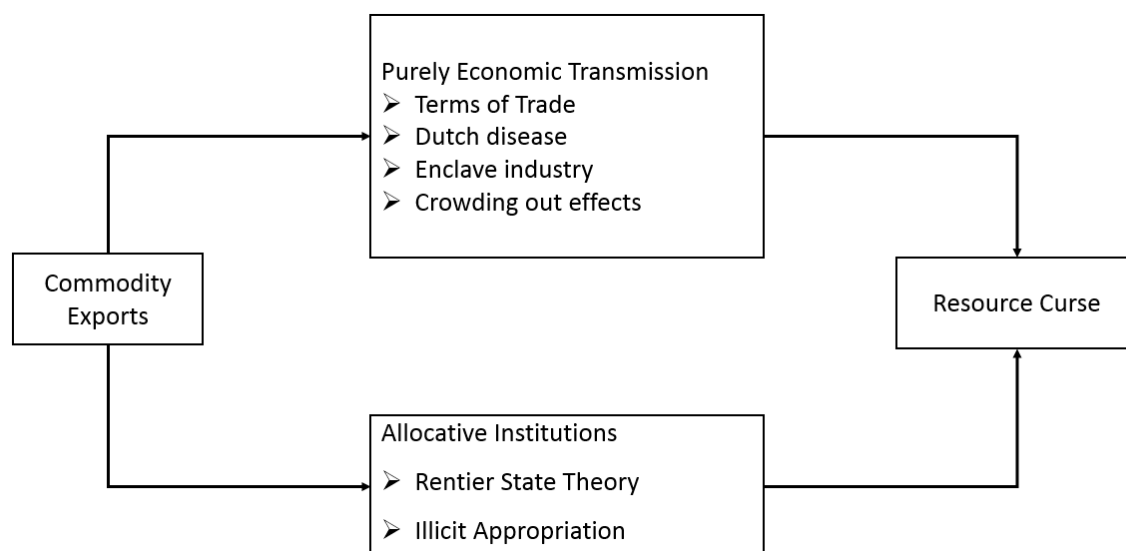 Purely Economic Transmission
➢ Terms of Trade
➢ Dutch disease
➢ Enclave industry
➢ Crowding out effects
Commodity
Exports
Resource Curse
Allocative Institutions
➢ Rentier State Theory
➢ Illicit Appropriation